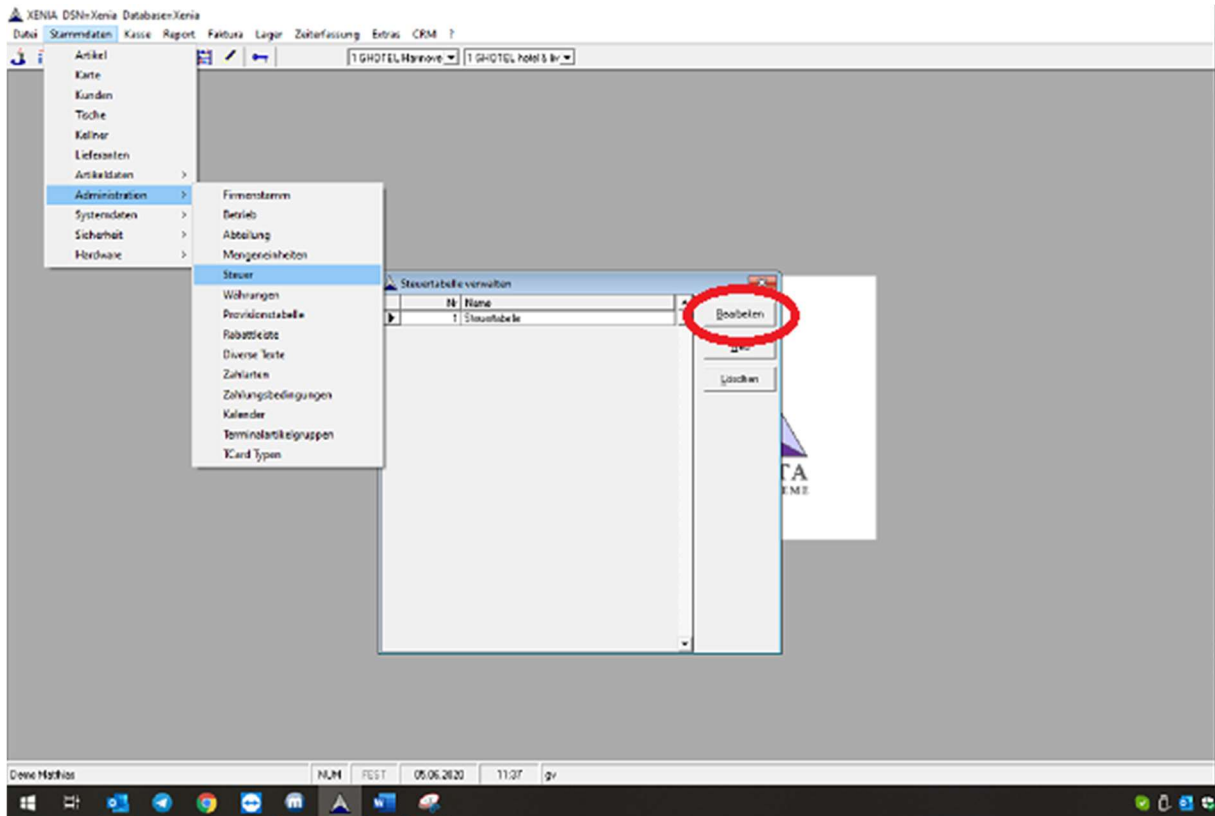 XENIA DSN=Xenia Database=Xenia
Datei Stammdaten Kasse Report Faktura Lager Zeiterfassung Extras CRM ?
1 GHOTEL Hannove 1 GHOTEL hotel & liv
Artikel
Karte
Kunden
Tische
Kellner
Lieferanten
Artikeldaten >
Administration >
Systemdaten >
Sicherheit >
Hardware >
Firmenstamm
Betrieb
Abteilung
Mengeneinheiten
Steuer
Währungen
Provisionstabelle
Rabattleiste
Diverse Texte
Zahlarten
Zahlungsbedingungen
Kalender
Terminalartikelgruppen
TCard Typen
Steuertabelle verwalten
Nr Name
1 Steuertabelle
Bearbeiten
Neu
Löschen
TA
EME
Demo Matthias NUM FEST 05.06.2020 11:37 gv